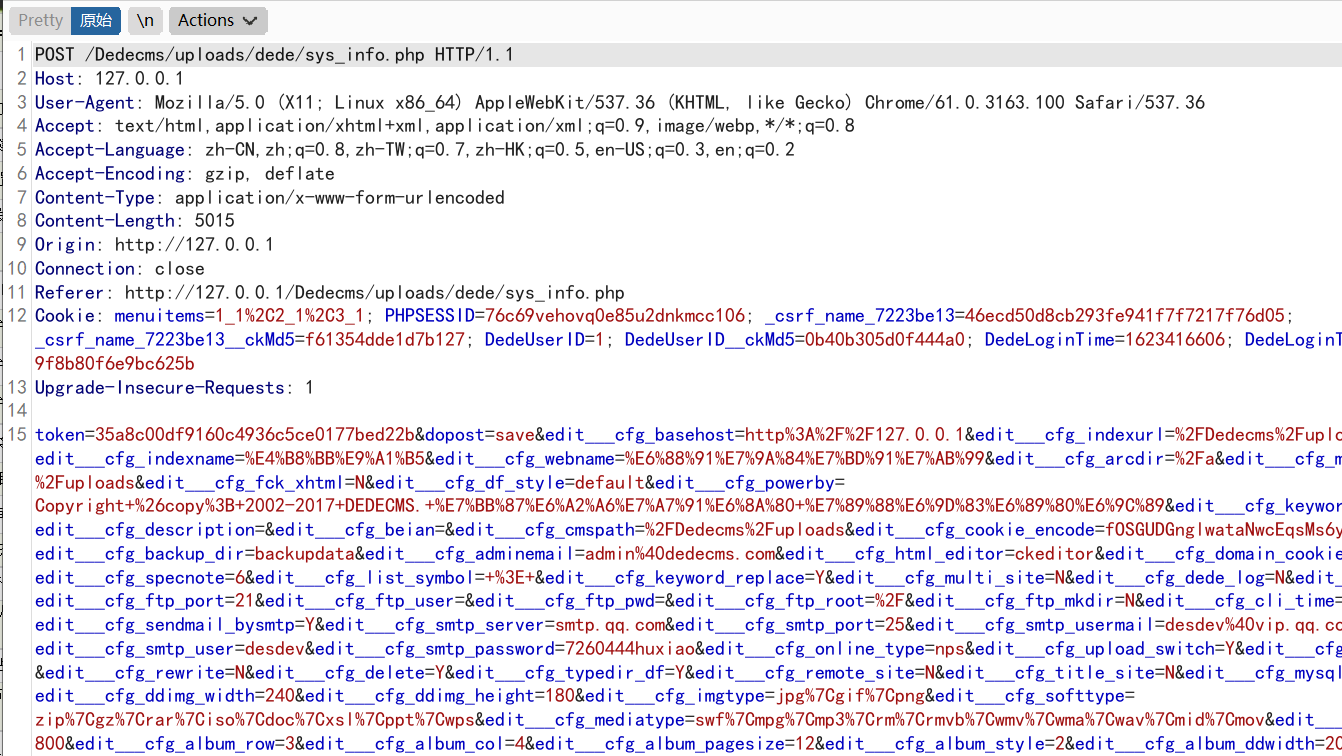 Pretty 原始 \n Actions
1 POST /Dedecms/uploads/dede/sys_info.php HTTP/1.1
2 Host: 127.0.0.1
3 User-Agent: Mozilla/5.0 (X11; Linux x86_64) AppleWebKit/537.36 (KHTML, like Gecko) Chrome/61.0.3163.100 Safari/537.36
4 Accept: text/html,application/xhtml+xml,application/xml;q=0.9,image/webp,*/*;q=0.8
5 Accept-Language: zh-CN,zh;q=0.8,zh-TW;q=0.7,zh-HK;q=0.5,en-US;q=0.3,en;q=0.2
6 Accept-Encoding: gzip, deflate
7 Content-Type: application/x-www-form-urlencoded
8 Content-Length: 5015
9 Origin: http://127.0.0.1
10 Connection: close
11 Referer: http://127.0.0.1/Dedecms/uploads/dede/sys_info.php
12 Cookie: menuitems=1_1%2C2_1%2C3_1; PHPSESSID=76c69vehovq0e85u2dnkmcc106; _csrf_name_7223be13=46ecd50d8cb293fe941f7f7217f76d05;
_csrf_name_7223be13__ckMd5=f61354dde1d7b127; DedeUserID=1; DedeUserID__ckMd5=0b40b305d0f444a0; DedeLoginTime=1623416606; DedeLoginT
9f8b80f6e9bc625b
13 Upgrade-Insecure-Requests: 1
14
15 token=35a8c00df9160c4936c5ce0177bed22b&dopost=save&edit___cfg_basehost=http%3A%2F%2F127.0.0.1&edit___cfg_indexurl=%2FDedecms%2Fuplo
edit___cfg_indexname=%E4%B8%BB%E9%A1%B5&edit___cfg_webname=%E6%88%91%E7%9A%84%E7%BD%91%E7%AB%99&edit___cfg_arcdir=%2Fa&edit___cfg_m
%2Fuploads&edit___cfg_fck_xhtml=N&edit___cfg_df_style=default&edit___cfg_powerby=
Copyright+%26copy%3B+2002-2017+DEDECMS.+%E7%BB%87%E6%A2%A6%E7%A7%91%E6%8A%80+%E7%89%88%E6%9D%83%E6%89%80%E6%9C%89&edit___cfg_keywor
edit___cfg_description=&edit___cfg_beian=&edit___cfg_cmspath=%2FDedecms%2Fuploads&edit___cfg_cookie_encode=fOSGUDGnglwataNwcEqsMs6y
edit___cfg_backup_dir=backupdata&edit___cfg_adminemail=admin%40dedecms.com&edit___cfg_html_editor=ckeditor&edit___cfg_domain_cookie
edit___cfg_specnote=6&edit___cfg_list_symbol=+%3E+&edit___cfg_keyword_replace=Y&edit___cfg_multi_site=N&edit___cfg_dede_log=N&edit_
edit___cfg_ftp_port=21&edit___cfg_ftp_user=&edit___cfg_ftp_pwd=&edit___cfg_ftp_root=%2F&edit___cfg_ftp_mkdir=N&edit___cfg_cli_time=
edit___cfg_sendmail_bysmtp=Y&edit___cfg_smtp_server=smtp.qq.com&edit___cfg_smtp_port=25&edit___cfg_smtp_usermail=desdev%40vip.qq.co
edit___cfg_smtp_user=desdev&edit___cfg_smtp_password=7260444huxiao&edit___cfg_online_type=nps&edit___cfg_upload_switch=Y&edit___cfg
&edit___cfg_rewrite=N&edit___cfg_delete=Y&edit___cfg_typedir_df=Y&edit___cfg_remote_site=N&edit___cfg_title_site=N&edit___cfg_mysql
edit___cfg_ddimg_width=240&edit___cfg_ddimg_height=180&edit___cfg_imgtype=jpg%7Cgif%7Cpng&edit___cfg_softtype=
zip%7Cgz%7Crar%7Ciso%7Cdoc%7Cxsl%7Cppt%7Cwps&edit___cfg_mediatype=swf%7Cmpg%7Cmp3%7Crm%7Crmvb%7Cwmv%7Cwma%7Cwav%7Cmid%7Cmov&edit___
800&edit___cfg_album_row=3&edit___cfg_album_col=4&edit___cfg_album_pagesize=12&edit___cfg_album_style=2&edit___cfg_album_ddwidth=20